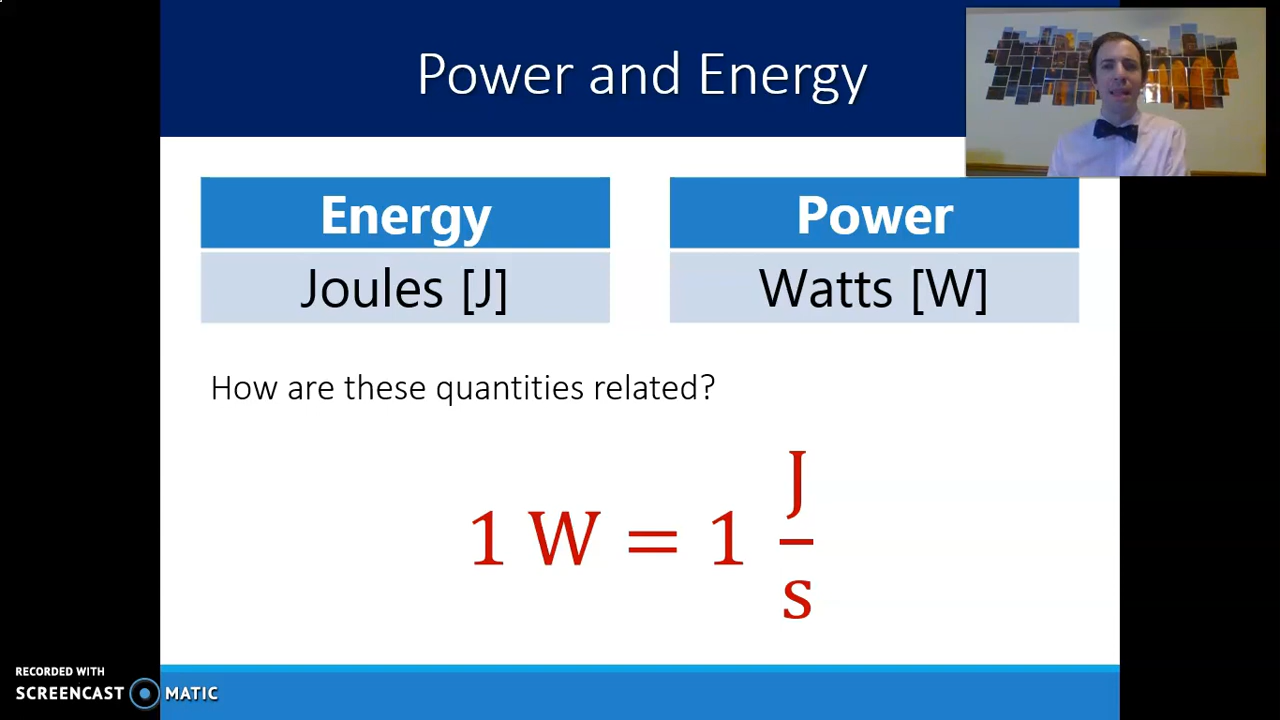 Power and Energy
Energy
Joules [J]
Power
Watts [W]
How are these quantities related?
1 W = 1 J/s
RECORDED WITH
SCREENCAST MATIC